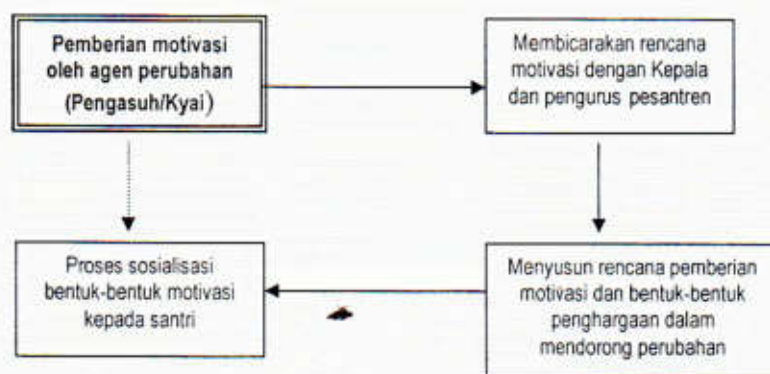 Pemberian motivasi
oleh agen perubahan
(Pengasuh/Kyai)
Membicarakan rencana
motivasi dengan Kepala
dan pengurus pesantren
Proses sosialisasi
bentuk-bentuk motivasi
kepada santri
Menyusun rencana pemberian
motivasi dan bentuk-bentuk
penghargaan dalam
mendorong perubahan